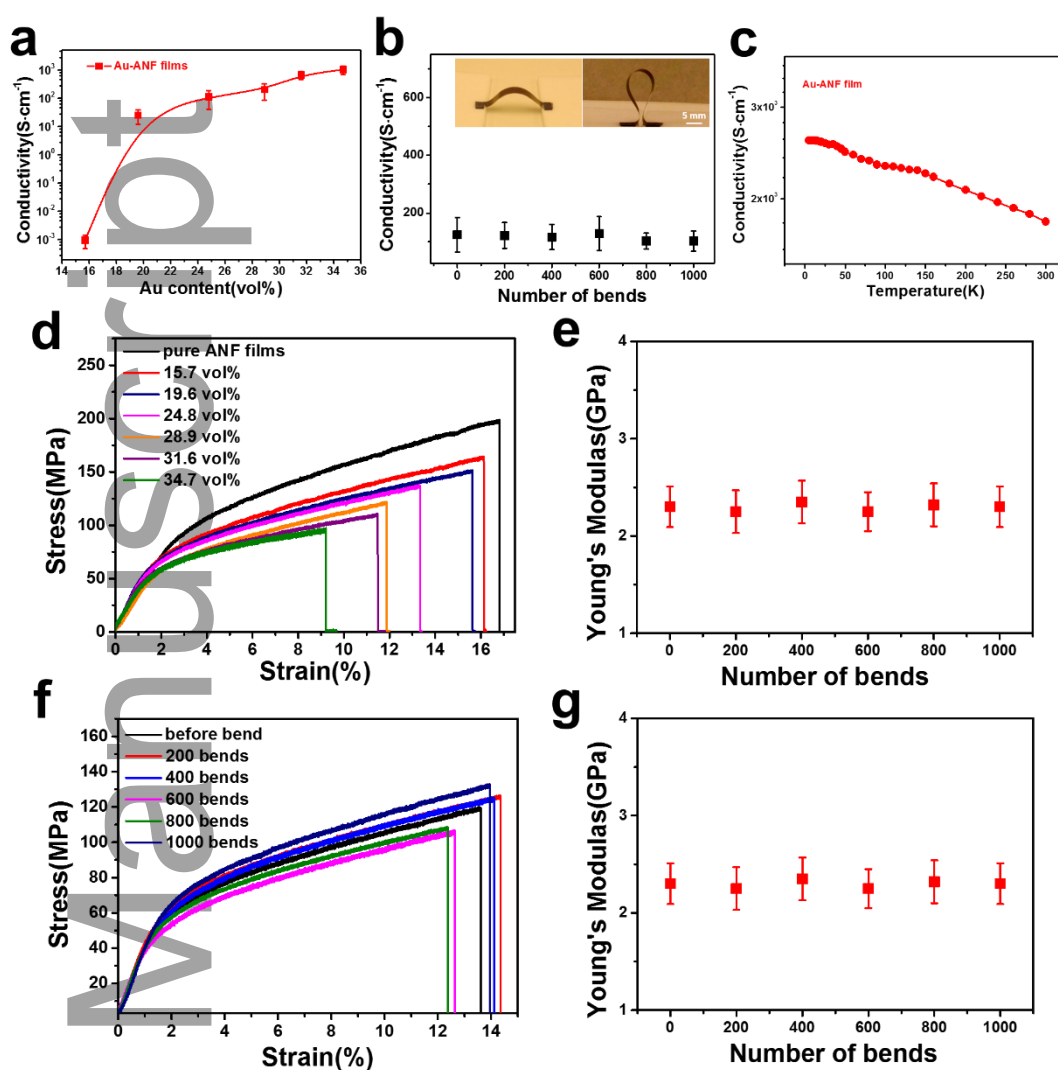 a
Au-ANF films
Conductivity(S·cm⁻¹)
10³
10²
10¹
10⁰
10⁻¹
10⁻²
10⁻³
14 16 18 20 22 24 26 28 30 32 34 36
Au content(vol%)
b
5 mm
Conductivity(S·cm⁻¹)
600
400
200
0 200 400 600 800 1000
Number of bends
c
Au-ANF film
Conductivity(S·cm⁻¹)
3x10³
2x10³
0 50 100 150 200 250 300
Temperature(K)
d
pure ANF films
15.7 vol%
19.6 vol%
24.8 vol%
28.9 vol%
31.6 vol%
34.7 vol%
Stress(MPa)
250
200
150
100
50
0
0 2 4 6 8 10 12 14 16
Strain(%)
e
Young's Modulas(GPa)
4
3
2
1
0 200 400 600 800 1000
Number of bends
f
before bend
200 bends
400 bends
600 bends
800 bends
1000 bends
Stress(MPa)
160
140
120
100
80
60
40
20
0 2 4 6 8 10 12 14
Strain(%)
g
Young's Modulas(GPa)
4
3
2
1
0 200 400 600 800 1000
Number of bends
Manuscript